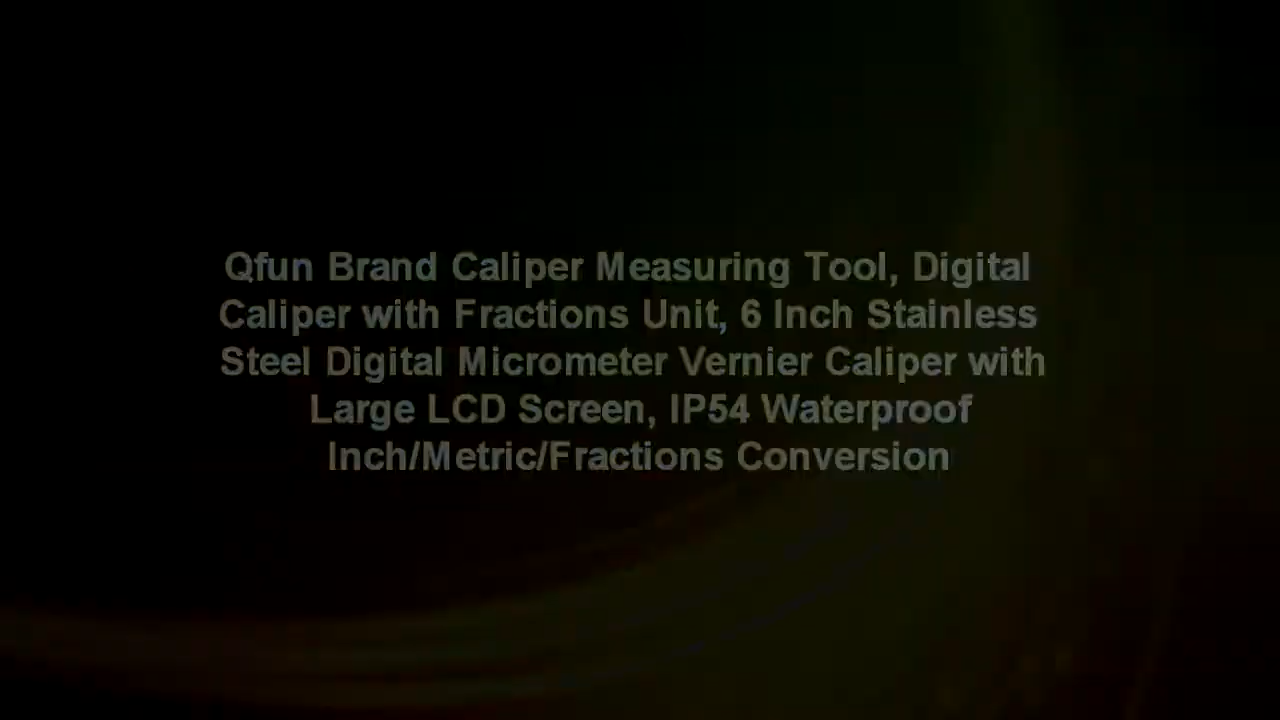 Qfun Brand Caliper Measuring Tool, Digital
Caliper with Fractions Unit, 6 Inch Stainless
Steel Digital Micrometer Vernier Caliper with
Large LCD Screen, IP54 Waterproof
Inch/Metric/Fractions Conversion